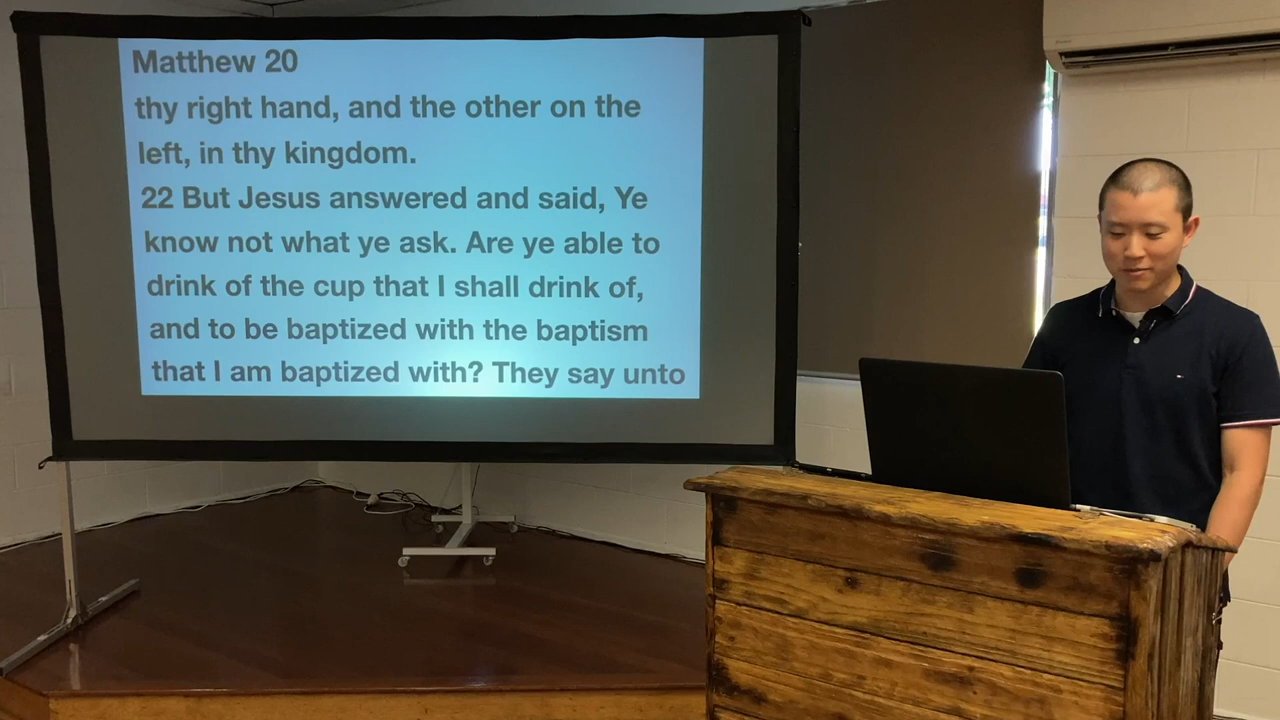 Matthew 20
thy right hand, and the other on the
left, in thy kingdom.
22 But Jesus answered and said, Ye
know not what ye ask. Are ye able to
drink of the cup that I shall drink of,
and to be baptized with the baptism
that I am baptized with? They say unto